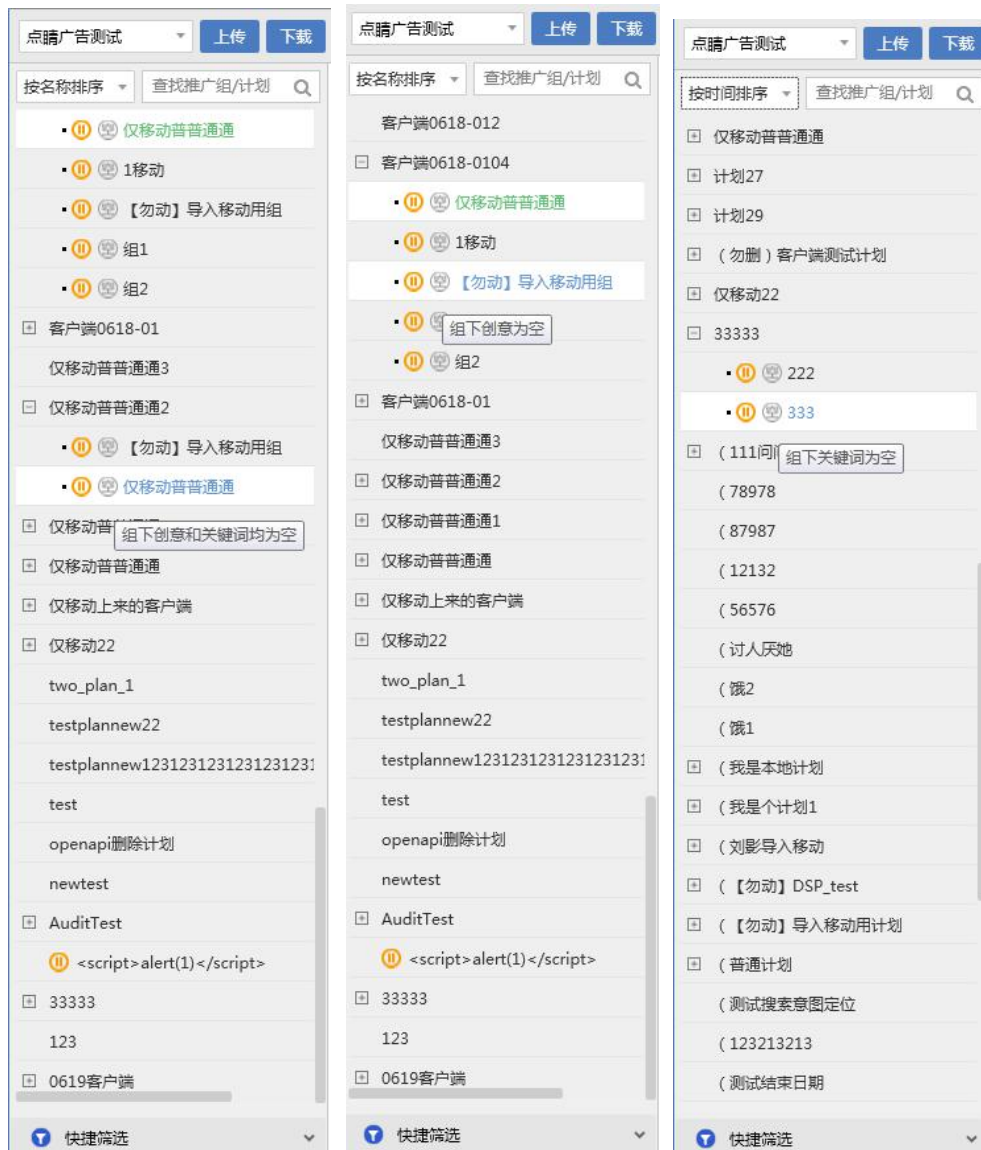 点睛广告测试
上传
下载
按名称排序
查找推广组/计划
仅移动普普通通
1移动
【勿动】导入移动用组
组1
组2
客户端0618-01
仅移动普普通通3
仅移动普普通通2
【勿动】导入移动用组
仅移动普普通通
仅移动普
组下创意和关键词均为空
仅移动普普通通
仅移动上来的客户端
仅移动22
two_plan_1
testplannew22
testplannew1231231231231231231
test
openapi删除计划
newtest
AuditTest
<script>alert(1)</script>
33333
123
0619客户端
快捷筛选
点睛广告测试
上传
下载
按名称排序
查找推广组/计划
客户端0618-012
客户端0618-0104
仅移动普普通通
1移动
【勿动】导入移动用组
组下创意为空
组2
客户端0618-01
仅移动普普通通3
仅移动普普通通2
仅移动普普通通1
仅移动普普通通
仅移动上来的客户端
仅移动22
two_plan_1
testplannew22
testplannew1231231231231231231
test
openapi删除计划
newtest
AuditTest
<script>alert(1)</script>
33333
123
0619客户端
快捷筛选
点睛广告测试
上传
下载
按时间排序
查找推广组/计划
仅移动普普通通
计划27
计划29
(勿删)客户端测试计划
仅移动22
33333
222
333
(111问
组下关键词为空
(78978
(87987
(12132
(56576
(讨人厌她
(饿2
(饿1
(我是本地计划
(我是个计划1
(刘影导入移动
(【勿动】DSP_test
(【勿动】导入移动用计划
(普通计划
(测试搜索意图定位
(123213213
(测试结束日期
快捷筛选